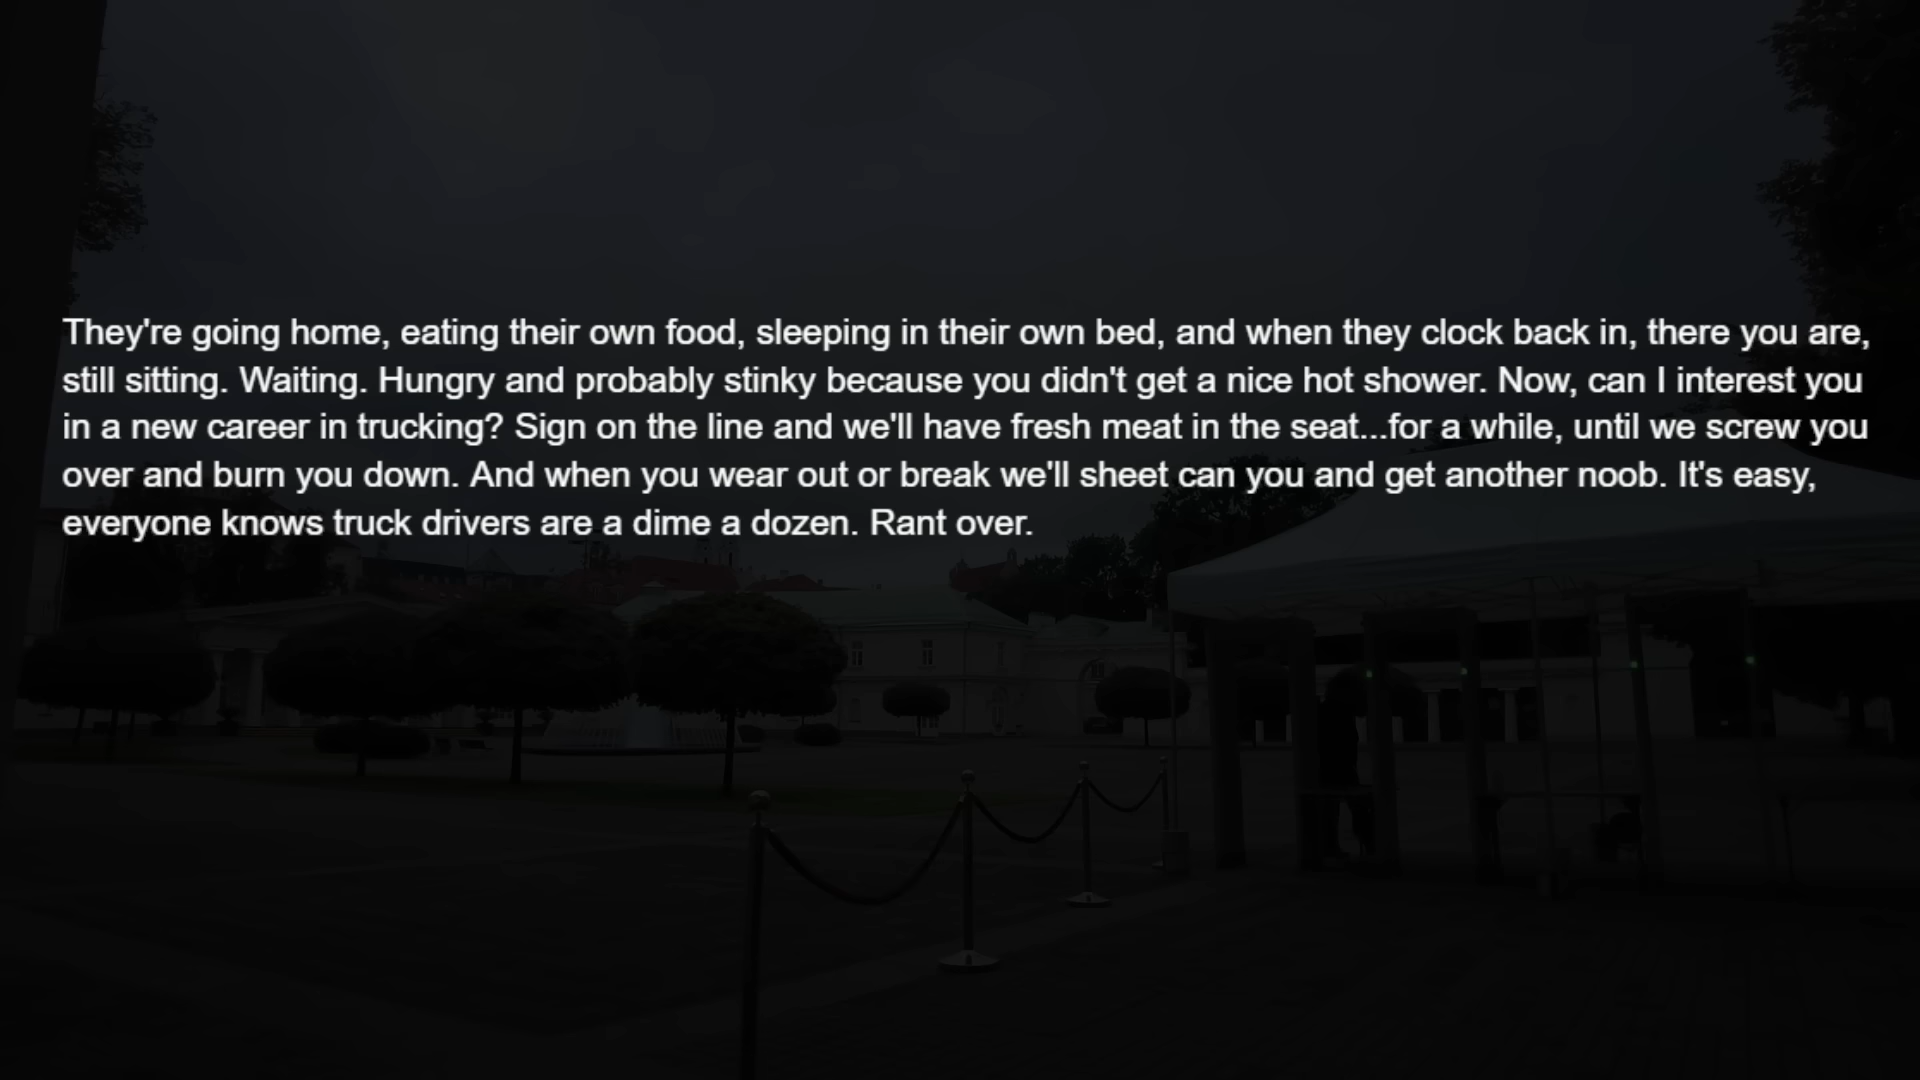 They're going home, eating their own food, sleeping in their own bed, and when they clock back in, there you are,
still sitting. Waiting. Hungry and probably stinky because you didn't get a nice hot shower. Now, can I interest you
in a new career in trucking? Sign on the line and we'll have fresh meat in the seat...for a while, until we screw you
over and burn you down. And when you wear out or break we'll sheet can you and get another noob. It's easy,
everyone knows truck drivers are a dime a dozen. Rant over.